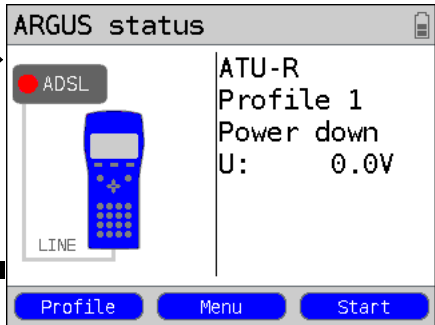 ARGUS status
ADSL
ATU-R
Profile 1
Power down
U: 0.0V
LINE
Profile Menu Start